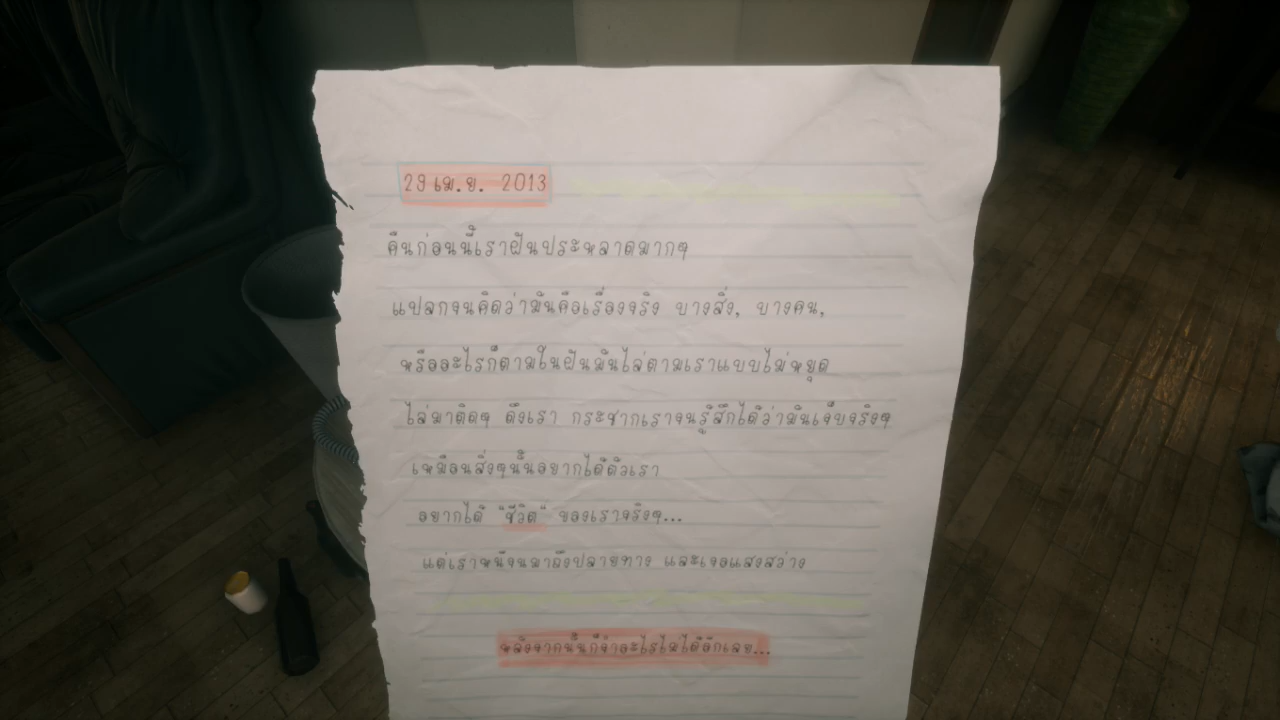 29 เม.ย. 2013
คืนก่อนนี้เราฝันประหลาดมากๆ
แปลกจนคิดว่ามันคือเรื่องจริง บางสิ่ง, บางคน,
หรืออะไรก็ตามในฝันมันไล่ตามเราแบบไม่หยุด
ไล่มาติดๆ ดึงเรา กระชากเราจนรู้สึกได้ว่ามันเจ็บจริงๆ
เหมือนสิ่งๆนั้นอยากได้ตัวเรา
อยากได้ "ชีวิต" ของเราจริงๆ...
แต่เราหนีจนมาถึงปลายทาง และเจอแสงสว่าง
หลังจากนั้นก็จำอะไรไม่ได้อีกเลย...